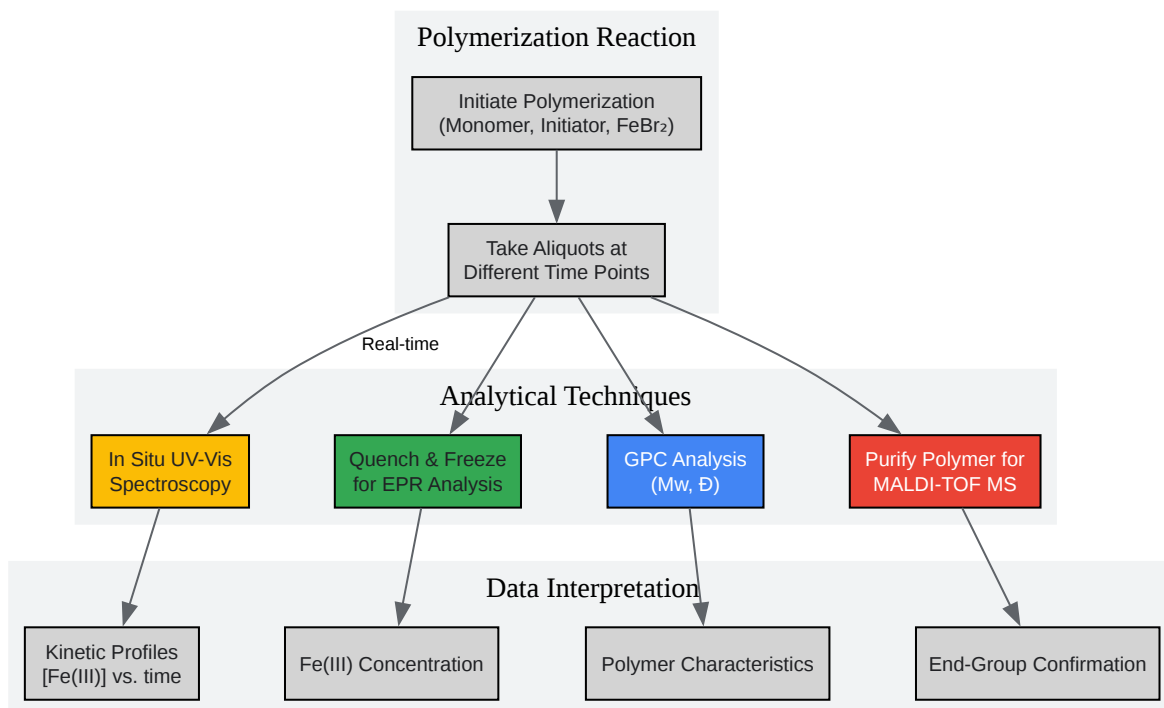 Polymerization Reaction
Initiate Polymerization
(Monomer, Initiator, FeBr₂)
Take Aliquots at
Different Time Points
Real-time
Analytical Techniques
In Situ UV-Vis
Spectroscopy
Quench & Freeze
for EPR Analysis
GPC Analysis
(Mw, Đ)
Purify Polymer for
MALDI-TOF MS
Data Interpretation
Kinetic Profiles
[Fe(III)] vs. time
Fe(III) Concentration
Polymer Characteristics
End-Group Confirmation